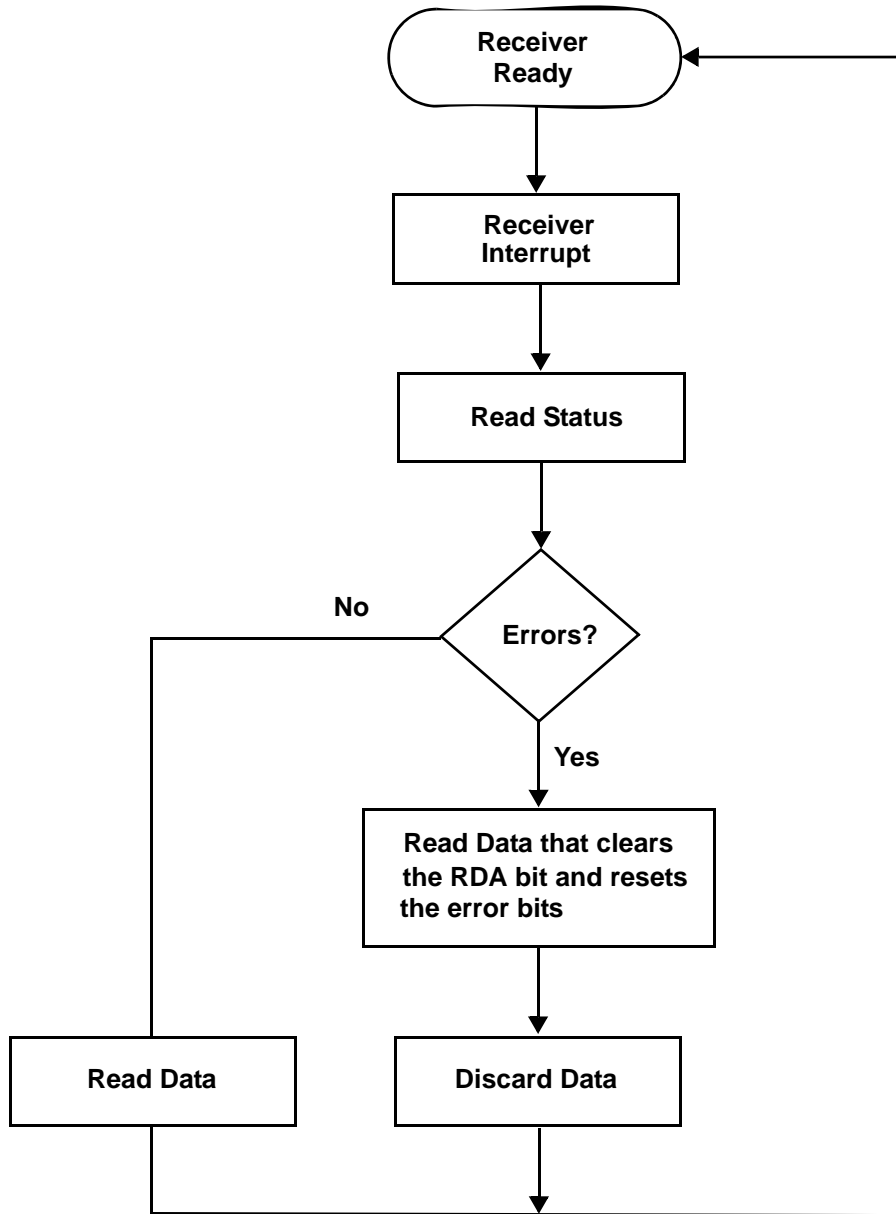 Receiver
Ready
Receiver
Interrupt
Read Status
No
Errors?
Yes
Read Data that clears
the RDA bit and resets
the error bits
Read Data
Discard Data